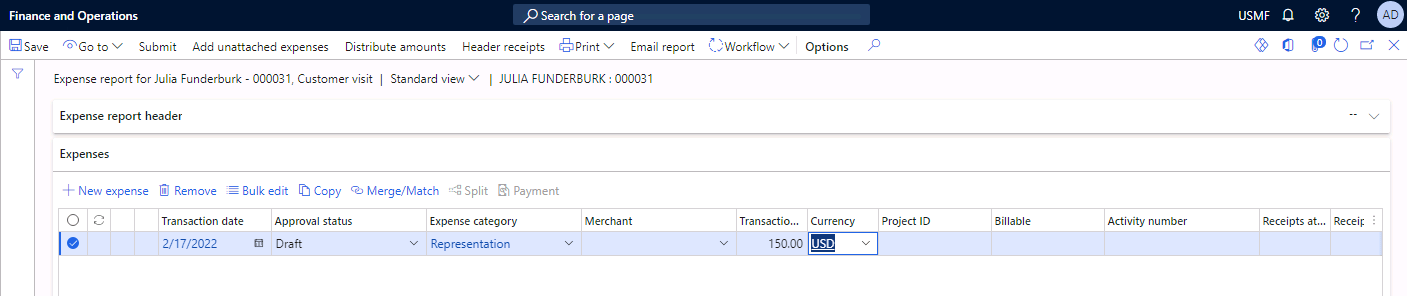 Finance and Operations Search for a page USMF ? AD
Save Go to Submit Add unattached expenses Distribute amounts Header receipts Print Email report Workflow Options 0
Expense report for Julia Funderburk - 000031, Customer visit | Standard view | JULIA FUNDERBURK : 000031
Expense report header --
Expenses
New expense Remove Bulk edit Copy Merge/Match Split Payment
Transaction date Approval status Expense category Merchant Transactio... Currency Project ID Billable Activity number Receipts at... Receip
2/17/2022 Draft Representation 150.00 USD